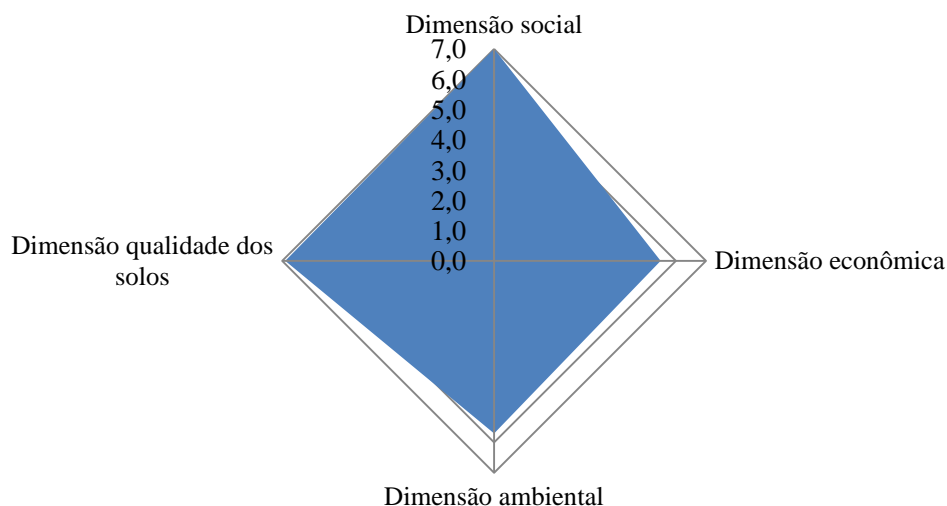 Dimensão social
7,0
6,0
5,0
4,0
3,0
2,0
1,0
0,0
Dimensão qualidade dos
solos
Dimensão econômica
Dimensão ambiental